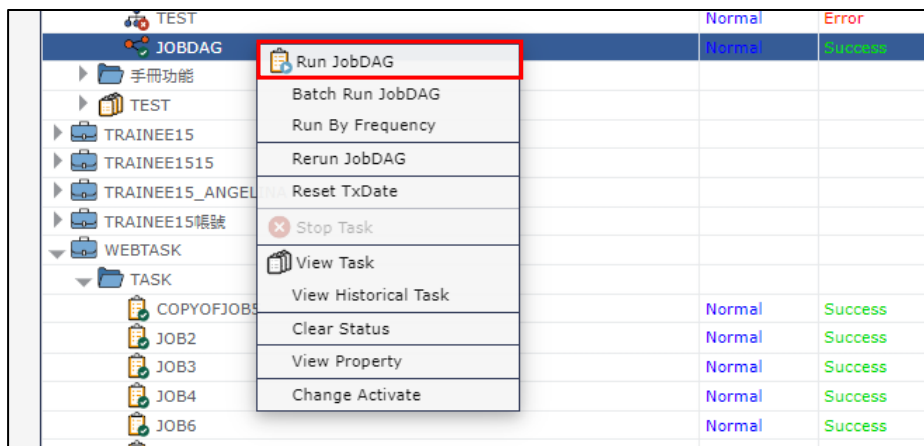 TEST Normal Error
JOBDAG Normal Success
Run JobDAG
手冊功能
Batch Run JobDAG
TEST
Run By Frequency
TRAINEE15
TRAINEE1515
Rerun JobDAG
TRAINEE15_ANGELINA
Reset TxDate
TRAINEE15帳號
Stop Task
WEBTASK
View Task
TASK
View Historical Task
COPYOFJOB5 Normal Success
Clear Status
JOB2 Normal Success
View Property
JOB3 Normal Success
Change Activate
JOB4 Normal Success
JOB6 Normal Success